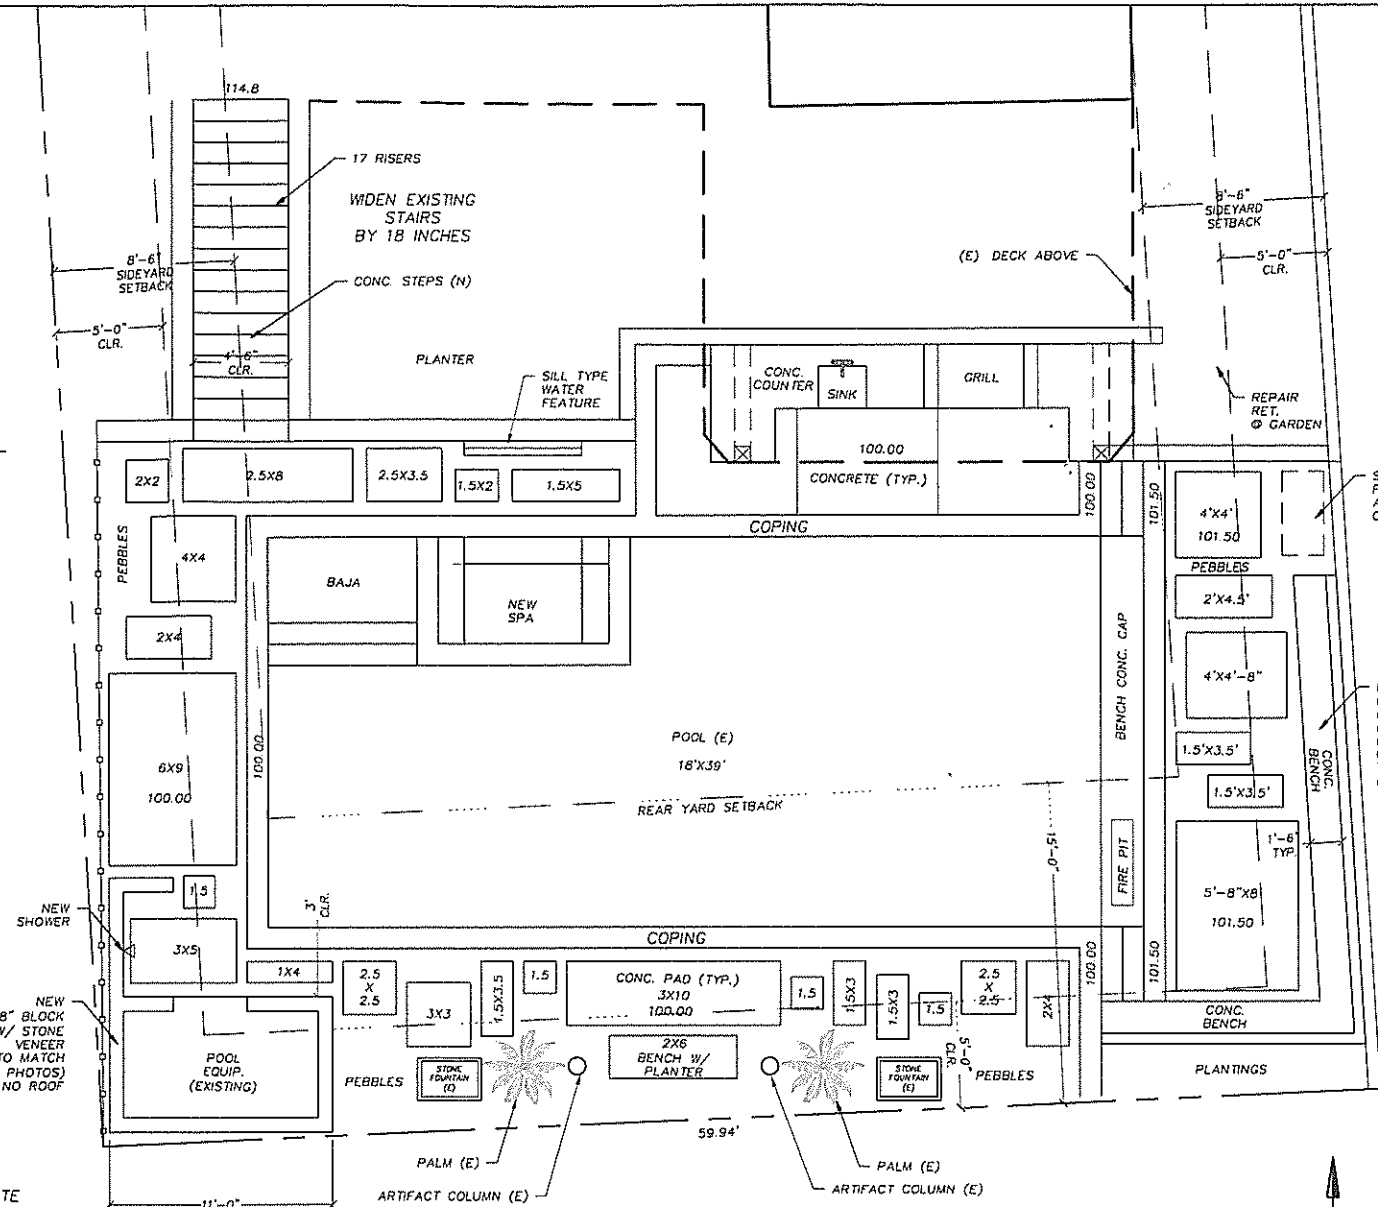 114.8
17 RISERS
WIDEN EXISTING
STAIRS
BY 18 INCHES
8'-6"
SIDEYARD
SETBACK
CONC. STEPS (N)
5'-0"
CLR.
4'-6"
CLR.
PLANTER
SILL TYPE
WATER
FEATURE
(E) DECK ABOVE
8'-6"
SIDEYARD
SETBACK
5'-0"
CLR.
CONC.
COUNTER
SINK
GRILL
REPAIR
RET.
@ GARDEN
100.00
CONCRETE (TYP.)
2X2
2.5X8
2.5X3.5
1.5X2
1.5X5
PEBBLES
COPING
100.00
101.50
4'X4'
101.50
PEBBLES
4X4
BAJA
NEW
SPA
2'X4.5'
2X4
BENCH CONC. CAP
4'X4'-8"
POOL (E)
18'X39'
1.5'X3.5'
CONC.
BENCH
6X9
100.00
100.00
REAR YARD SETBACK
1.5'X3.5'
15'-0"
FIRE PIT
1'-6"
TYP.
5'-8"X8
101.50
1.5
NEW
SHOWER
3'
CLR.
3X5
COPING
100.00
101.50
1X4
2.5
X
2.5
3X3
1.5X3.5
1.5
CONC. PAD (TYP.)
3X10
100.00
1.5
1.5X3
1.5X3
1.5
2.5
X
2.5
2X4
CONC.
BENCH
NEW
8" BLOCK
W/ STONE
VENEER
TO MATCH
PHOTOS)
NO ROOF
POOL
EQUIP.
(EXISTING)
PEBBLES
STONE
FOUNTAIN
(E)
2X6
BENCH W/
PLANTER
STONE
FOUNTAIN
(E)
5'-0"
CLR.
PEBBLES
PLANTINGS
59.94'
PALM (E)
PALM (E)
ARTIFACT COLUMN (E)
ARTIFACT COLUMN (E)
TE
11'-0"